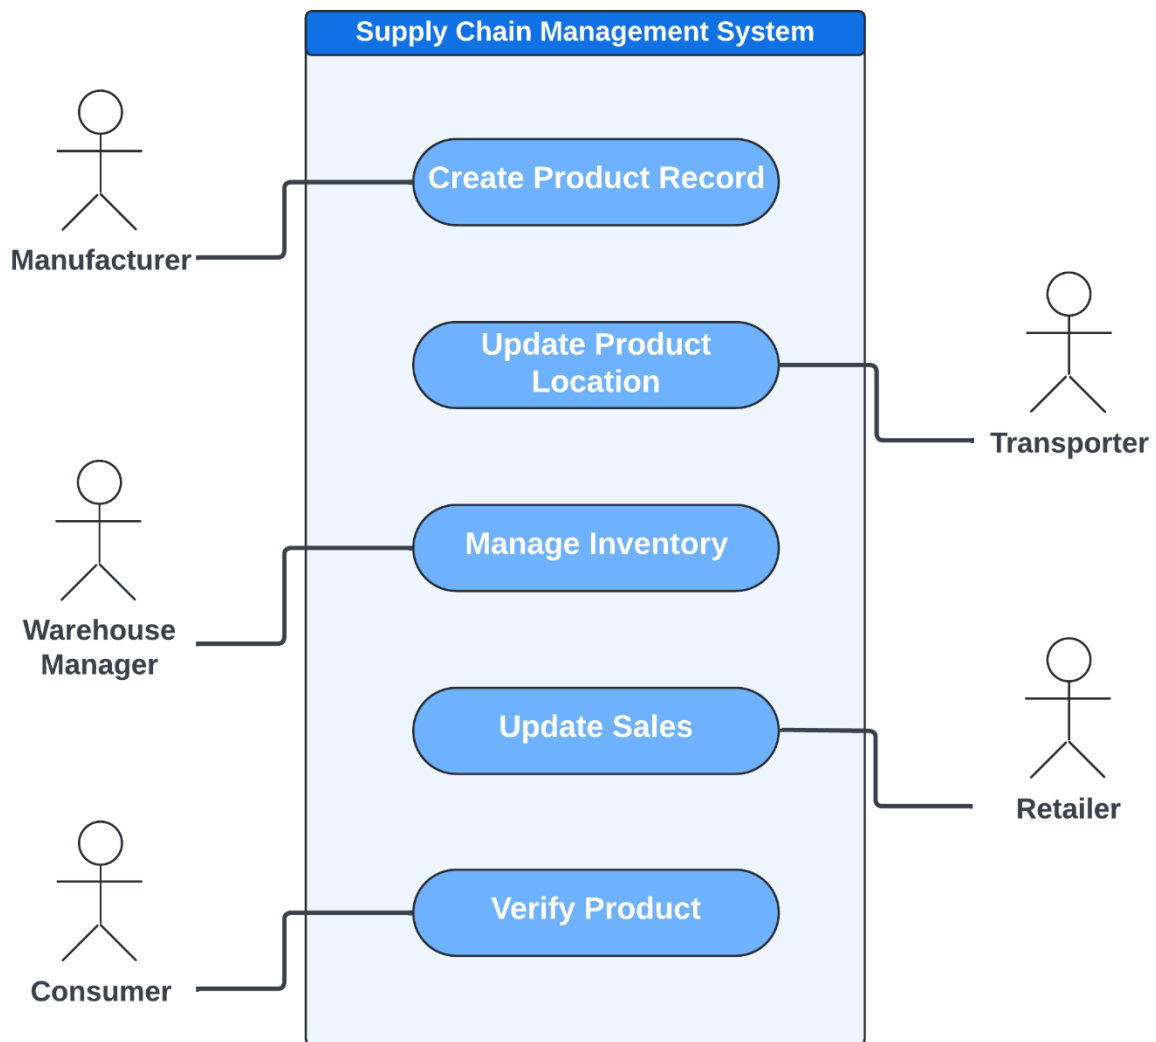 Supply Chain Management System
Create Product Record
Manufacturer
Update Product
Location
Transporter
Manage Inventory
Warehouse
Manager
Update Sales
Retailer
Verify Product
Consumer